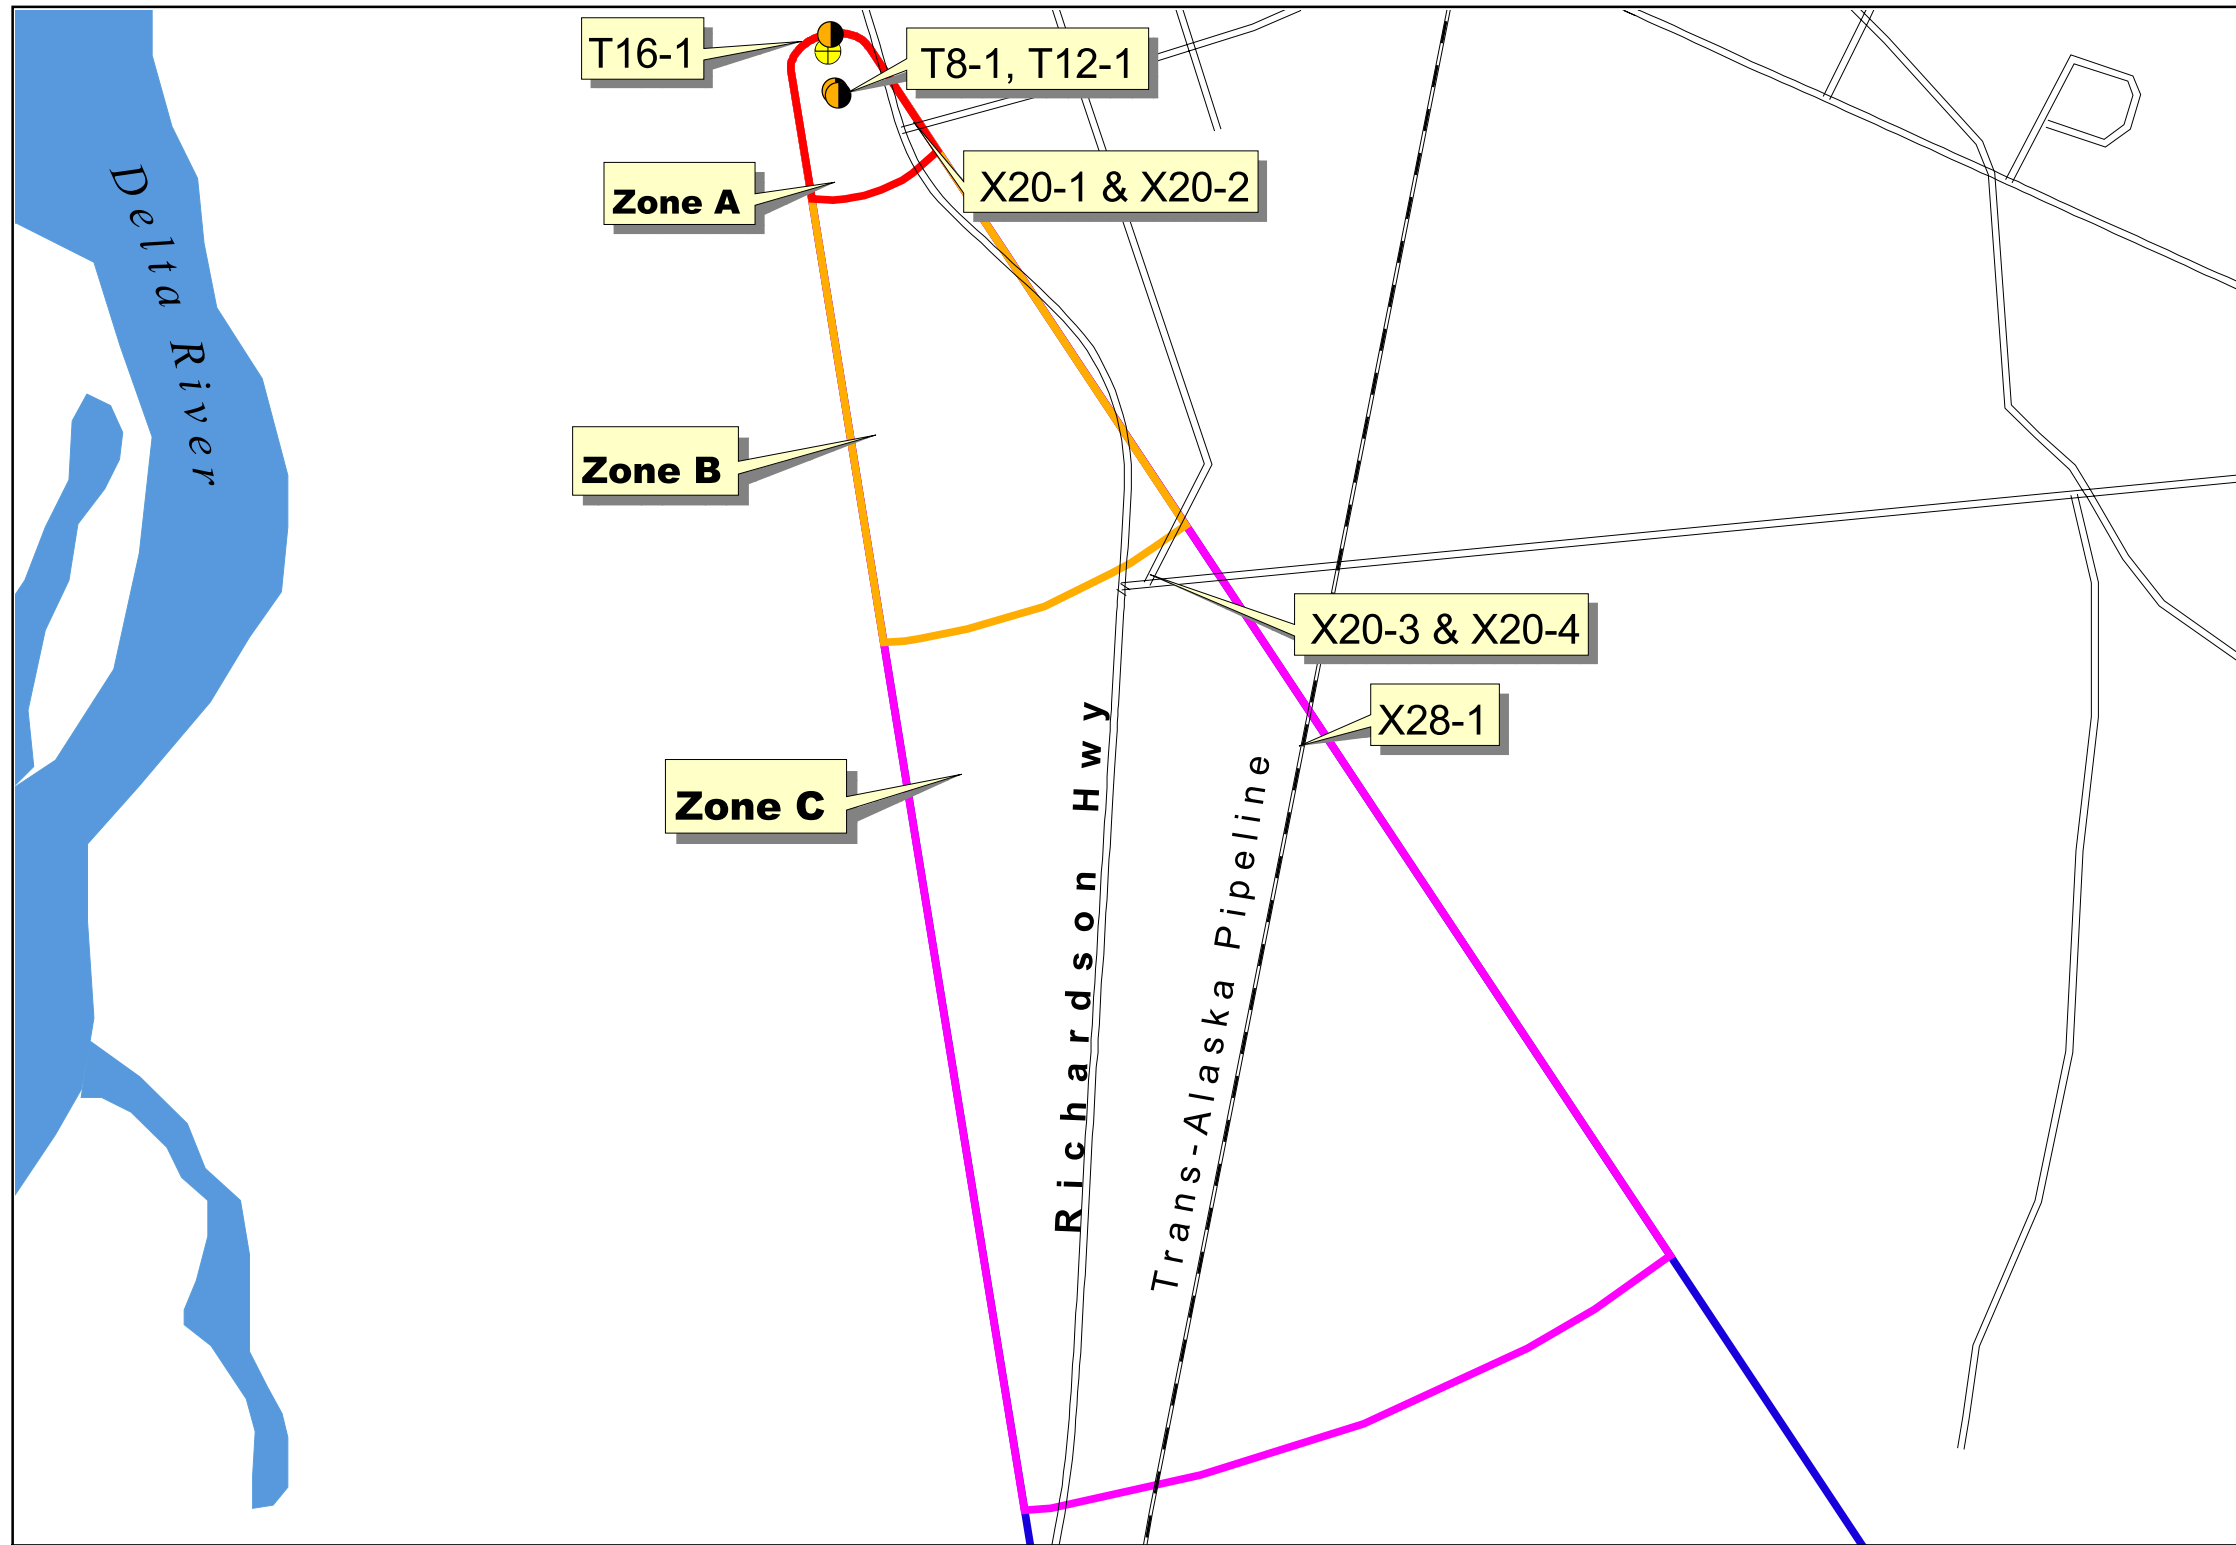 T16-1
T8-1, T12-1
Zone A
X20-1 & X20-2
Delta River
Zone B
X20-3 & X20-4
X28-1
Zone C
Richardson Hwy
Trans-Alaska Pipeline